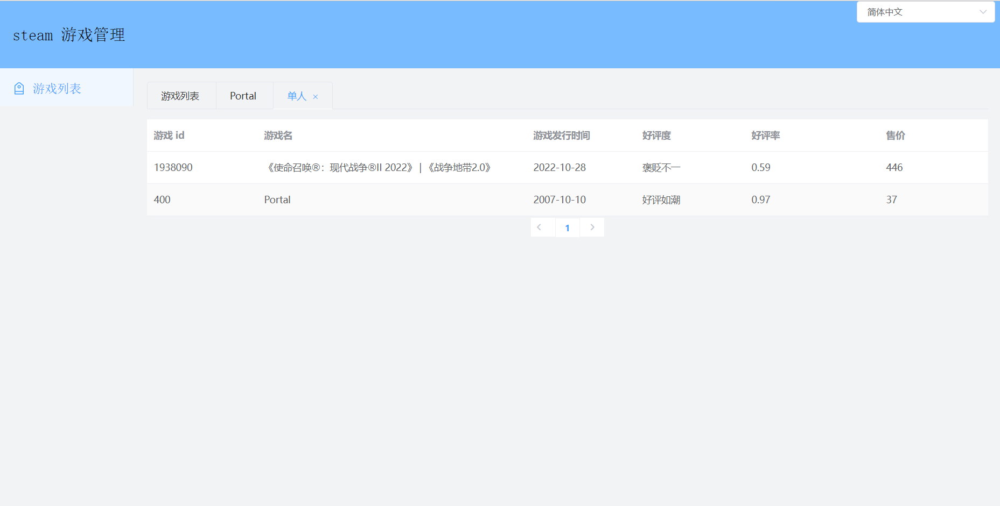 简体中文
steam 游戏管理
游戏列表
游戏列表 Portal 单人
游戏 id 游戏名 游戏发行时间 好评度 好评率 售价
1938090 《使命召唤®：现代战争®II 2022》 | 《战争地带2.0》 2022-10-28 褒贬不一 0.59 446
400 Portal 2007-10-10 好评如潮 0.97 37
1